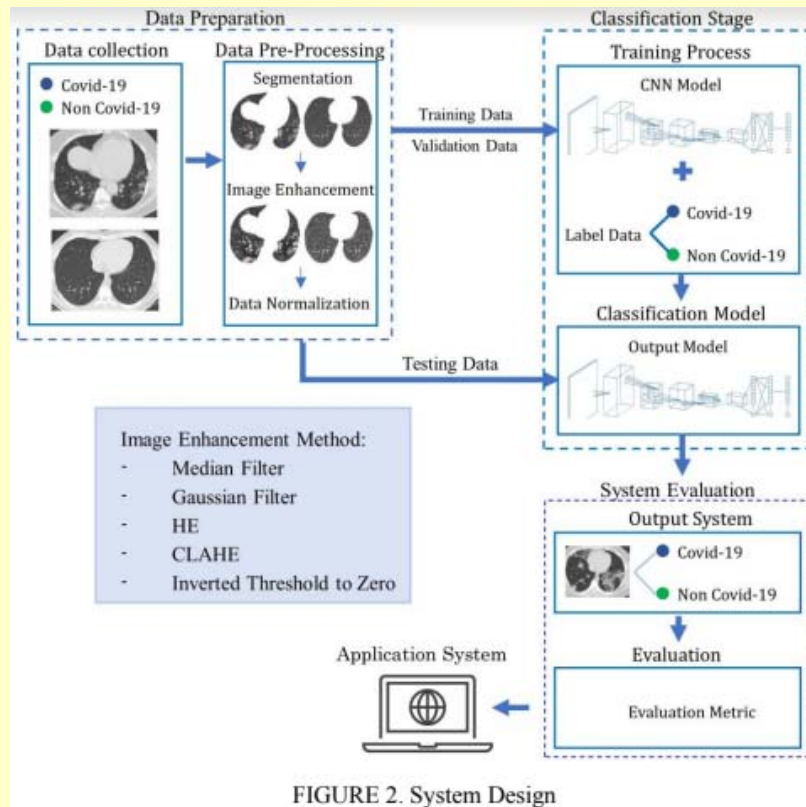 Data Preparation
Data collection
Covid-19
Non Covid-19
Data Pre-Processing
Segmentation
Image Enhancement
Data Normalization
Training Data
Validation Data
Testing Data
Classification Stage
Training Process
CNN Model
Label Data
Covid-19
Non Covid-19
Classification Model
Output Model
Image Enhancement Method:
- Median Filter
- Gaussian Filter
- HE
- CLAHE
- Inverted Threshold to Zero
System Evaluation
Output System
Covid-19
Non Covid-19
Evaluation
Evaluation Metric
Application System
FIGURE 2. System Design